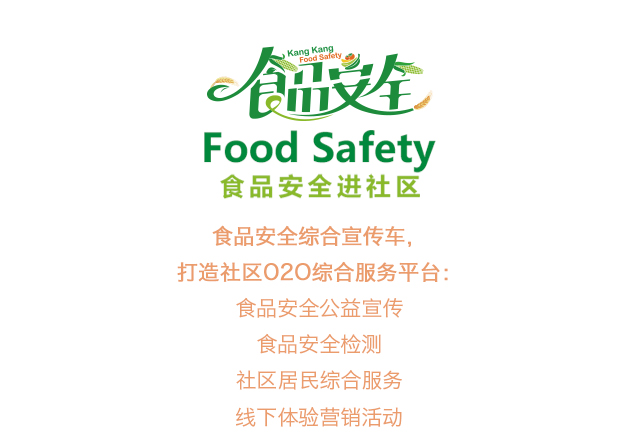 Kang Kang
Food Safety
食品安全
Food Safety
食品安全进社区
食品安全综合宣传车，
打造社区O2O综合服务平台：
食品安全公益宣传
食品安全检测
社区居民综合服务
线下体验营销活动